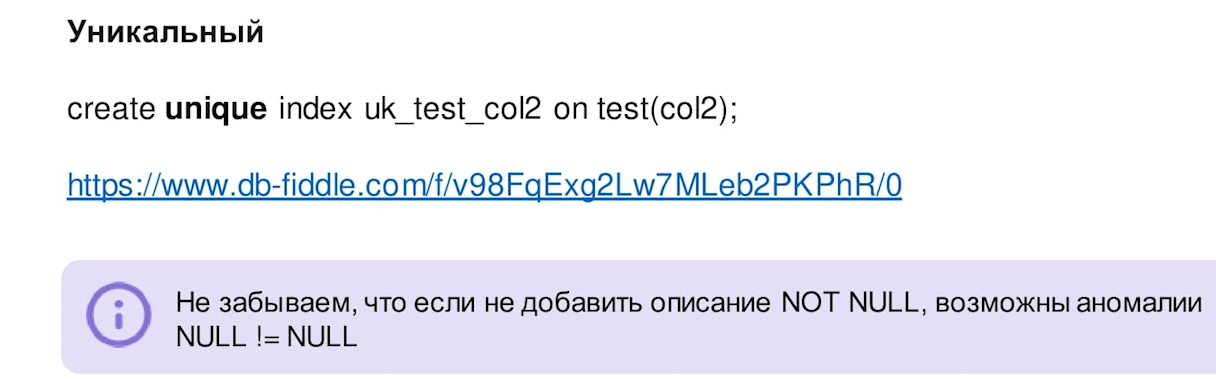 Уникальный
create unique index uk_test_col2 on test(col2);
https://www.db-fiddle.com/f/v98FqExg2Lw7MLeb2PKPhR/0
Не забываем, что если не добавить описание NOT NULL, возможны аномалии
NULL != NULL